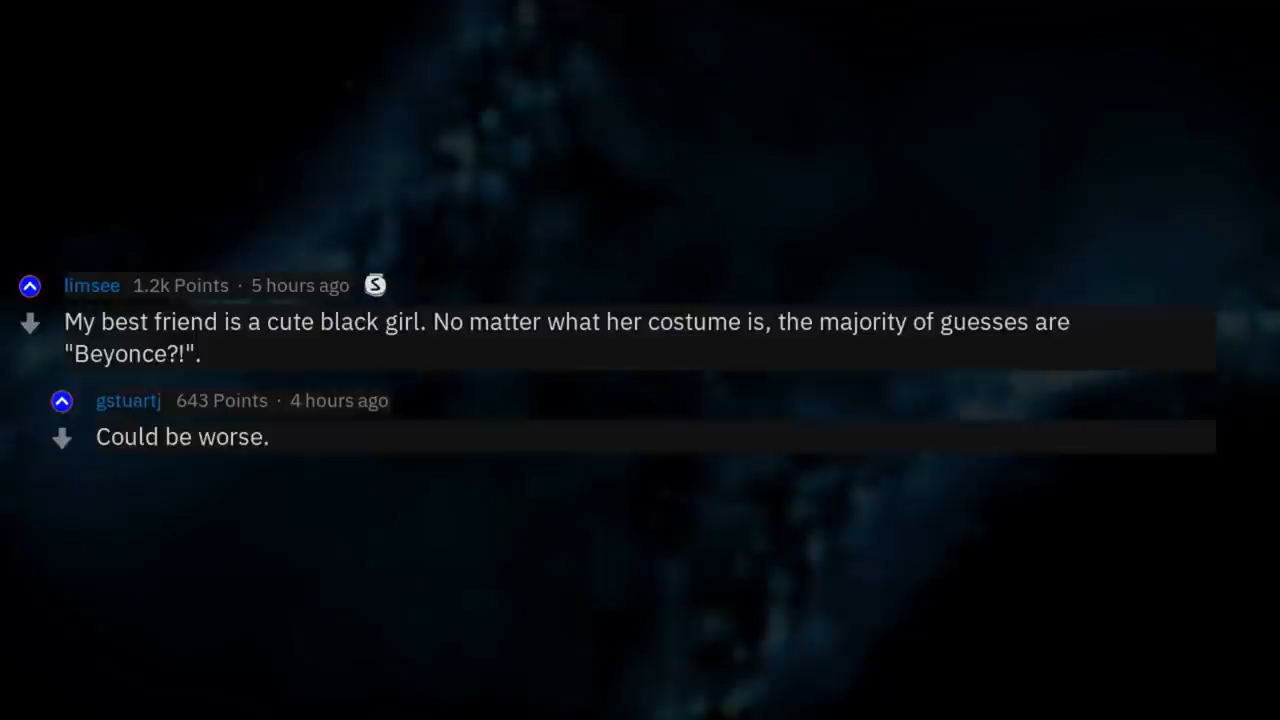 limsee 1.2k Points · 5 hours ago S
My best friend is a cute black girl. No matter what her costume is, the majority of guesses are
"Beyonce?!".
gstuartj 643 Points · 4 hours ago
Could be worse.